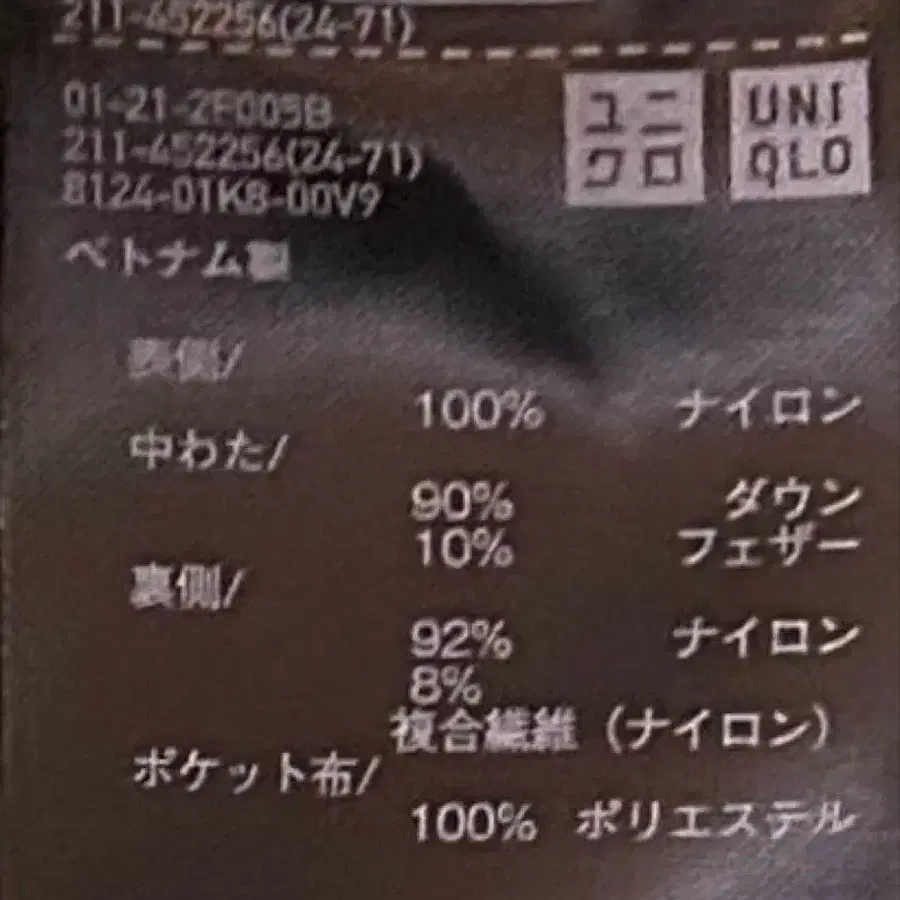 211-452256(24-71)
ユニ
クロ
UNI
QLO
01-21-2E005B
211-452256(24-71)
8124-01K8-00V9
ベトナム製
表側/
100% ナイロン
中わた/
90% ダウン
10% フェザー
裏側/
92% ナイロン
8%
複合繊維（ナイロン）
ポケット布/
100% ポリエステル